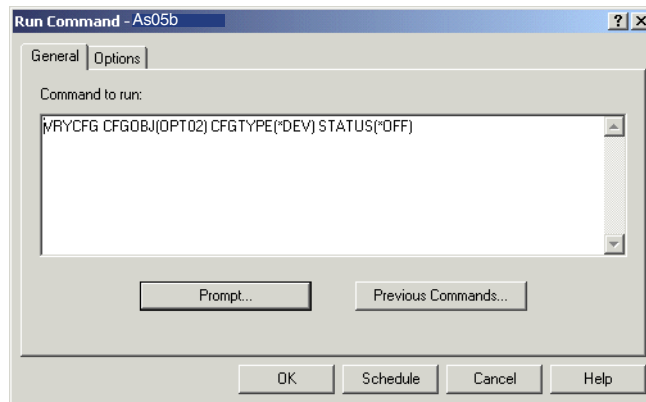 Run Command - As05b
General
Options
Command to run:
VRYCFG CFGOBJ(OPT02) CFGTYPE(*DEV) STATUS(*OFF)
Prompt...
Previous Commands...
OK
Schedule
Cancel
Help